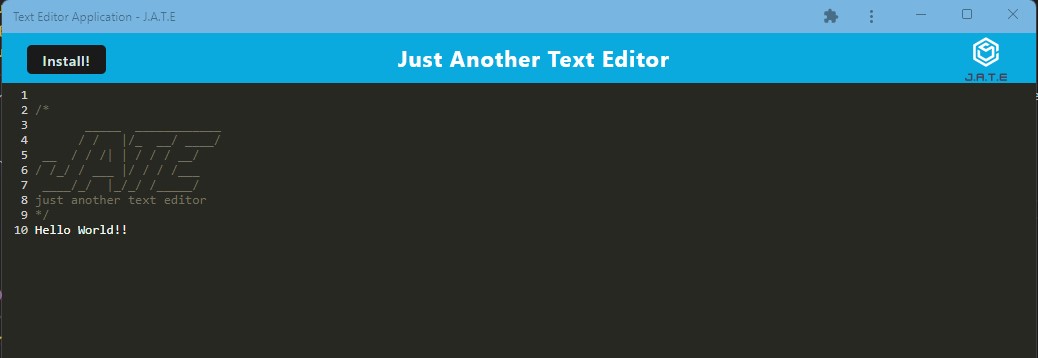 Text Editor Application - J.A.T.E
Install!
Just Another Text Editor
J.A.T.E
1
2 /*
3        _____  ____________
4       / /   |/_  __/ ____/
5  __  / / /| | / / / __/
6 / /_/ / ___ |/ / / /___
7  ____/_/  |_/_/ /_____/
8 just another text editor
9 */
10 Hello World!!